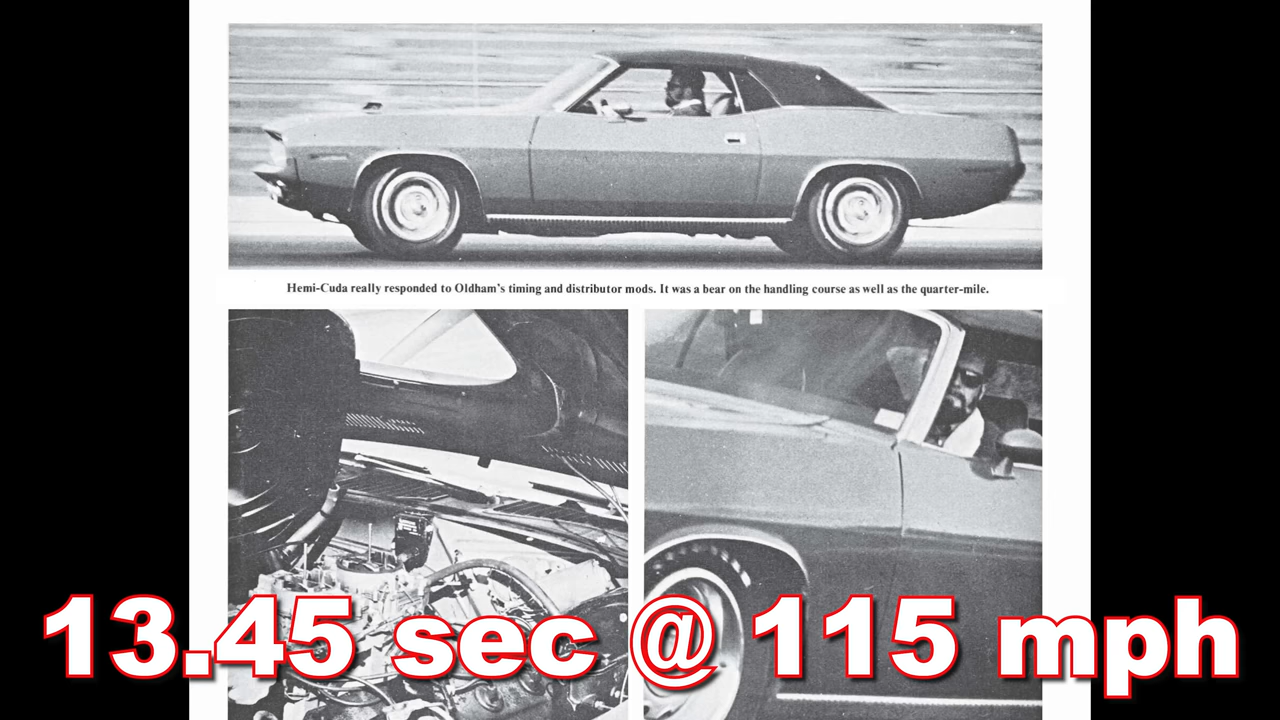 Hemi-Cuda really responded to Oldham's timing and distributor mods. It was a bear on the handling course as well as the quarter-mile.
13.45 sec @ 115 mph